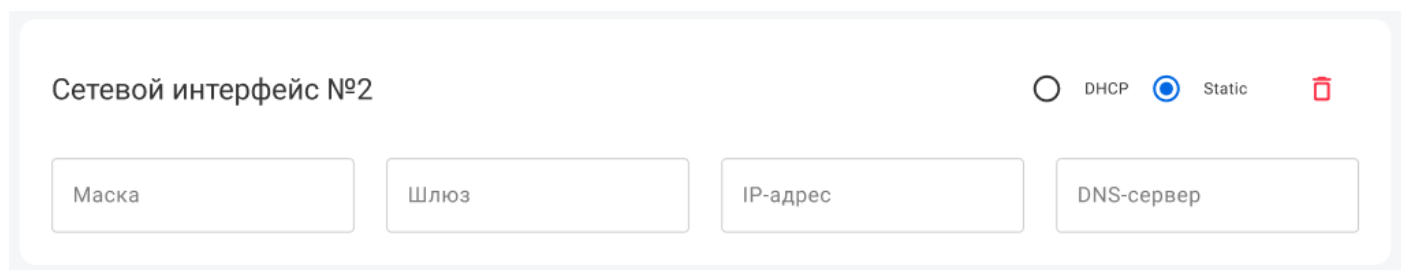 Сетевой интерфейс №2
DHCP
Static
Маска
Шлюз
IP-адрес
DNS-сервер